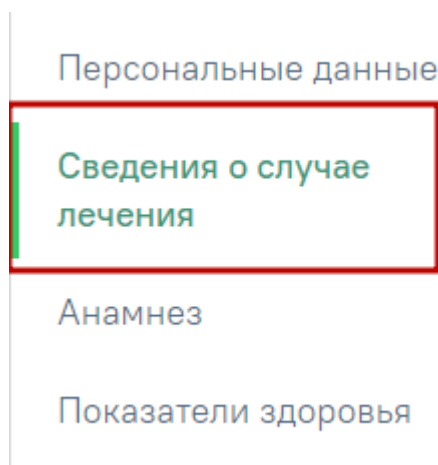 Персональные данные
Сведения о случае
лечения
Анамнез
Показатели здоровья